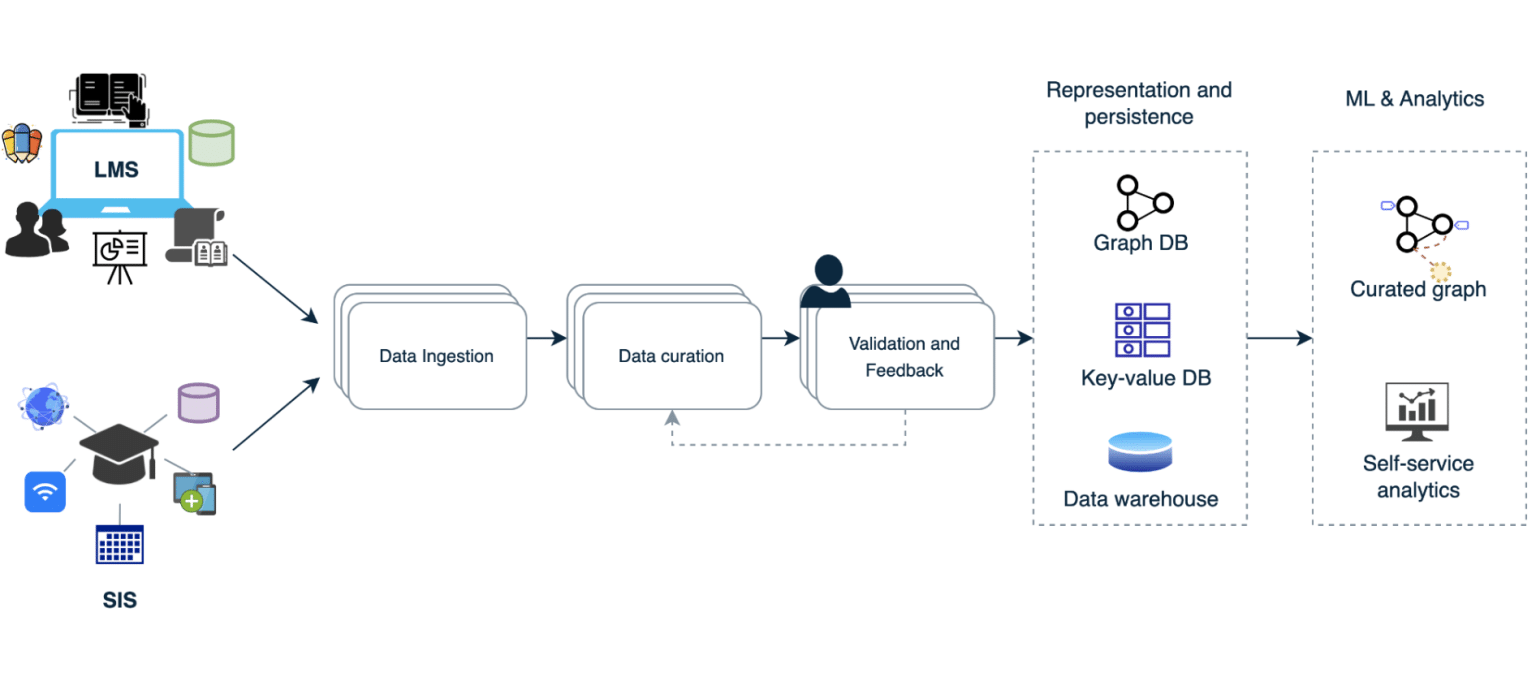 LMS
SIS
Data Ingestion
Data curation
Validation and
Feedback
Representation and
persistence
Graph DB
Key-value DB
Data warehouse
ML & Analytics
Curated graph
Self-service
analytics